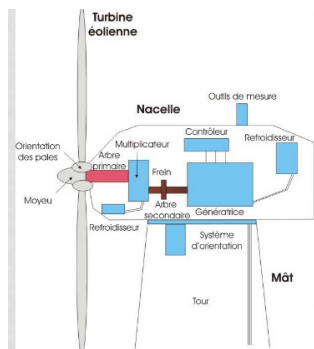 Turbine
éolienne
Outils de mesure
Nacelle
Contrôleur
Refroidisseur
Orientation
des pales
Arbre
primaire
Multiplicateur
Frein
Moyeu
Arbre
secondaire
Génératrice
Refroidisseur
Système
d'orientation
Mât
Tour